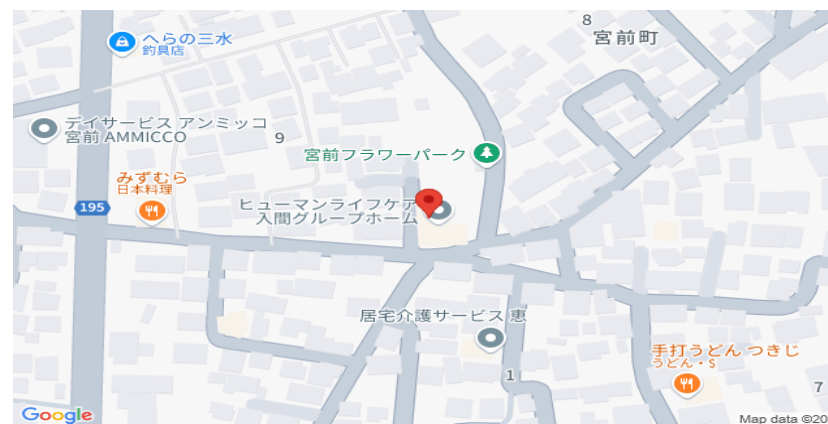 8
宮前町
へらの三水
釣具店
デイサービス アンミッコ
宮前 AMMICCO
9
宮前フラワーパーク
みずむら
日本料理
195
ヒューマンライフケア
入間グループホーム
居宅介護サービス 恵
手打うどん つきじ
うどん・$
1
7
Google
Map data ©20